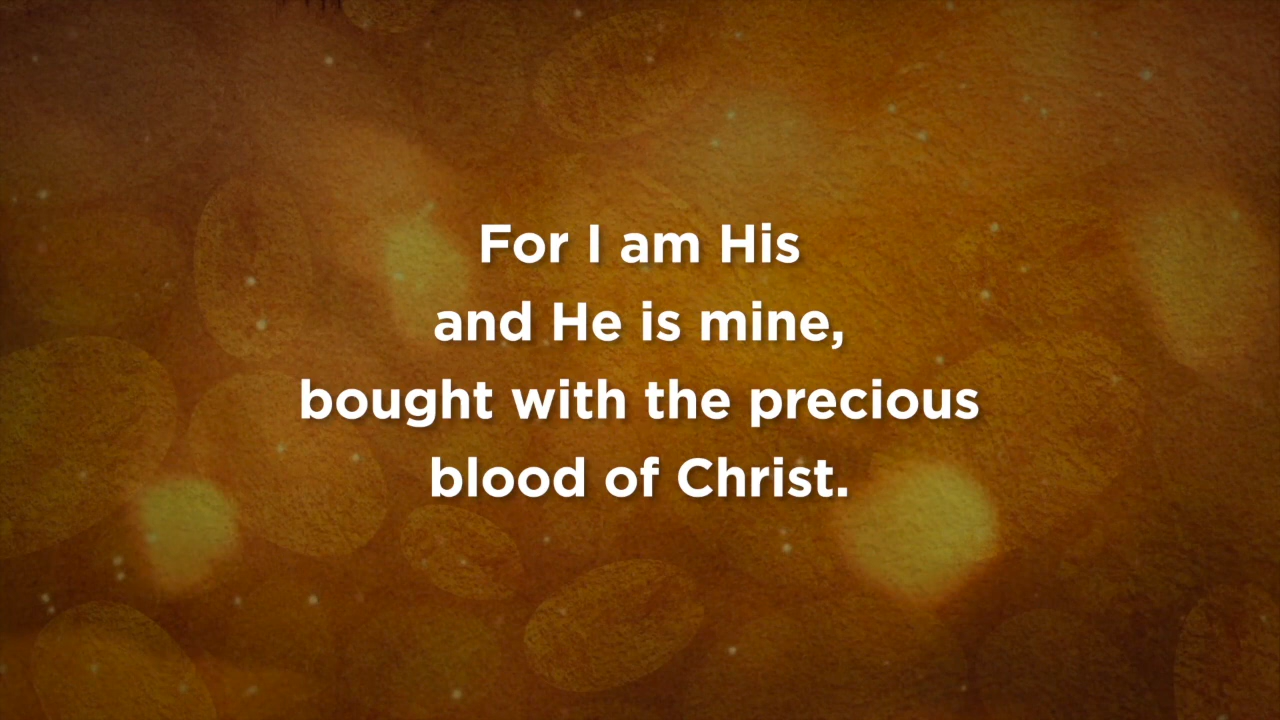 For I am His
and He is mine,
bought with the precious
blood of Christ.